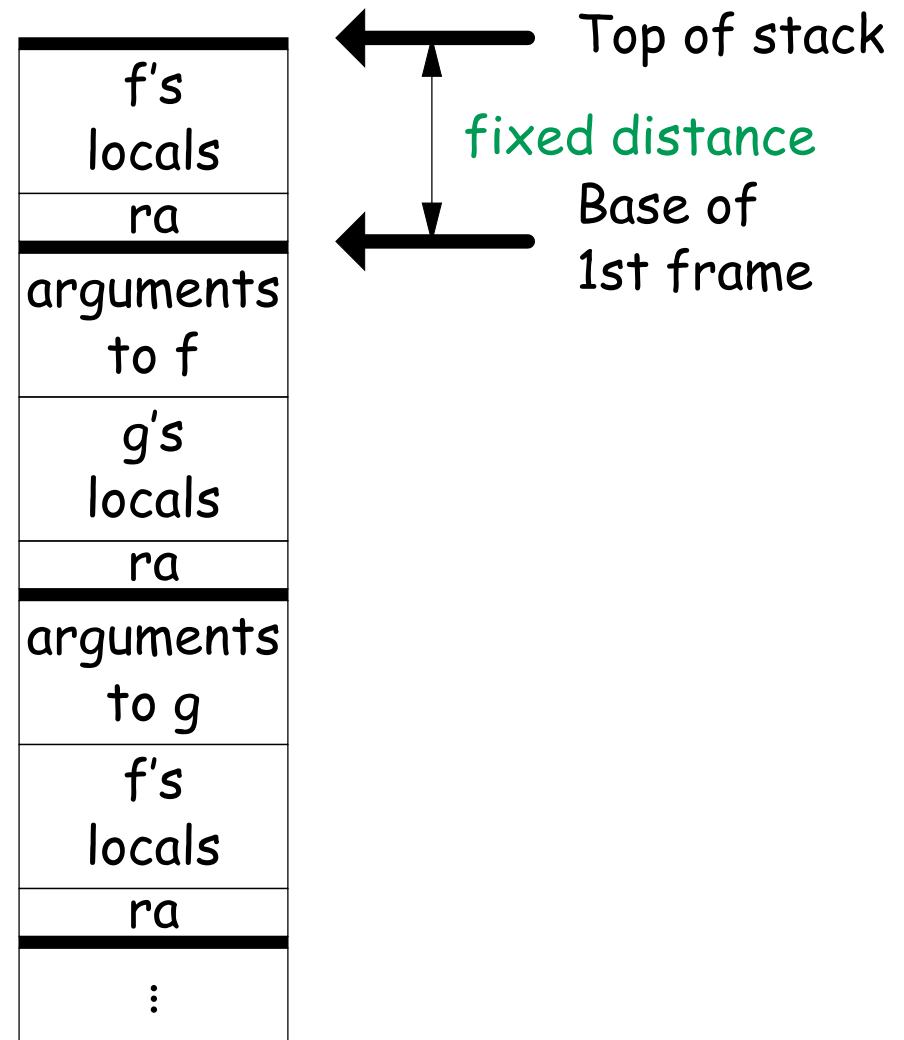 f's
locals
ra
arguments
to f
g's
locals
ra
arguments
to g
f's
locals
ra
⋮
Top of stack
fixed distance
Base of
1st frame